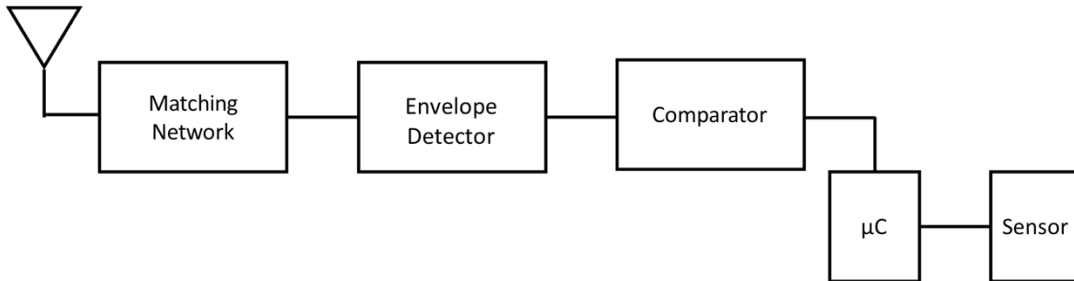 Matching
Network
Envelope
Detector
Comparator
μC
Sensor